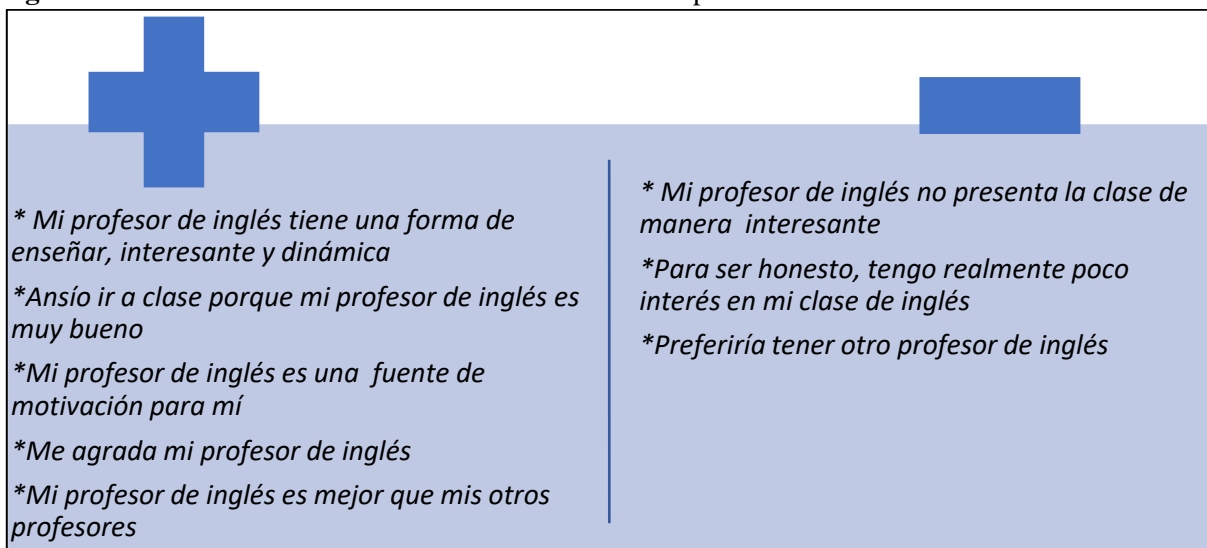 * Mi profesor de inglés tiene una forma de
enseñar, interesante y dinámica
*Ansío ir a clase porque mi profesor de inglés es
muy bueno
*Mi profesor de inglés es una fuente de
motivación para mí
*Me agrada mi profesor de inglés
*Mi profesor de inglés es mejor que mis otros
profesores
* Mi profesor de inglés no presenta la clase de
manera interesante
*Para ser honesto, tengo realmente poco
interés en mi clase de inglés
*Preferiría tener otro profesor de inglés